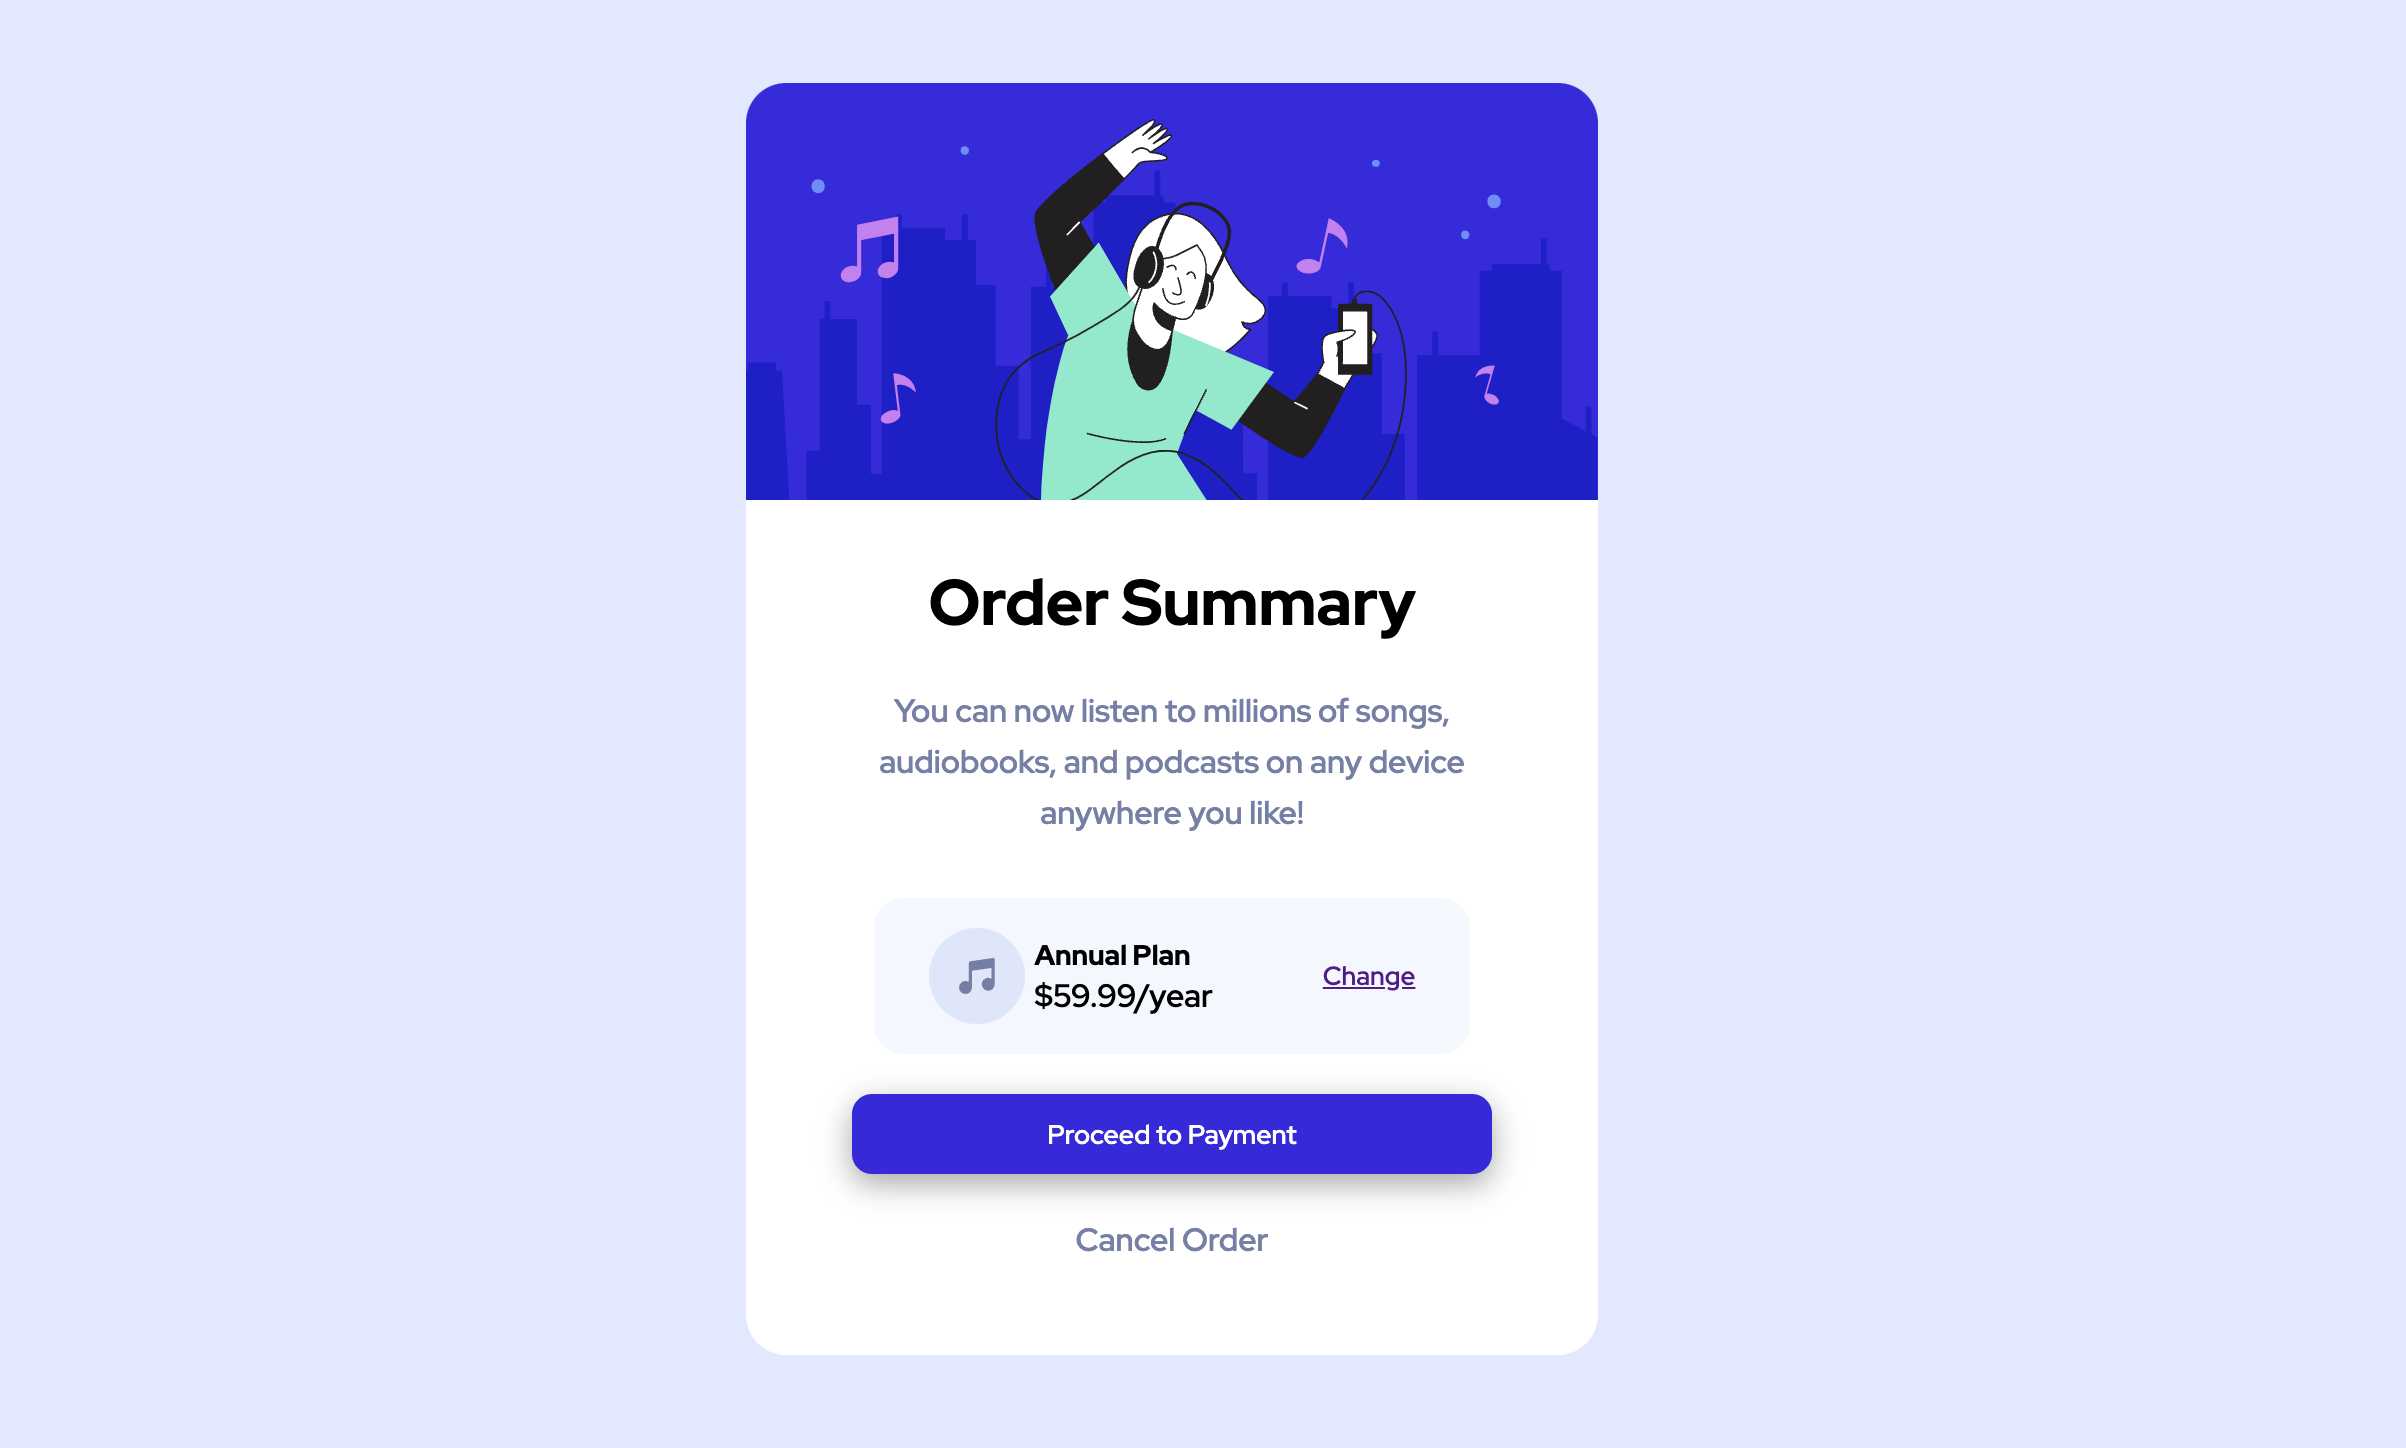 Order Summary
You can now listen to millions of songs,
audiobooks, and podcasts on any device
anywhere you like!
Annual Plan
$59.99/year
Change
Proceed to Payment
Cancel Order